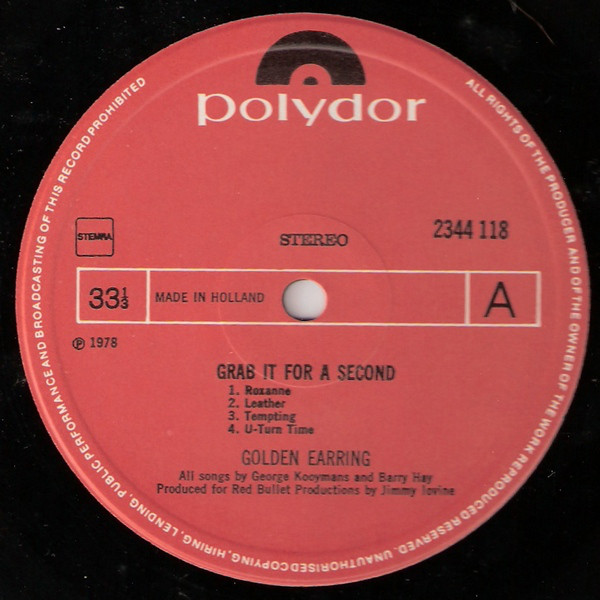 polydor
ALL RIGHTS OF THE PRODUCER AND OF THE OWNER OF THE WORK REPRODUCED RESERVED. UNAUTHORISED COPYING, HIRING, LENDING, PUBLIC PERFORMANCE AND BROADCASTING OF THIS RECORD PROHIBITED
STEMRA
STEREO
2344 118
33⅓
MADE IN HOLLAND
A
℗ 1978
GRAB IT FOR A SECOND
1. Roxanne
2. Leather
3. Tempting
4. U-Turn Time
GOLDEN EARRING
All songs by George Kooymans and Barry Hay
Produced for Red Bullet Productions by Jimmy Iovine